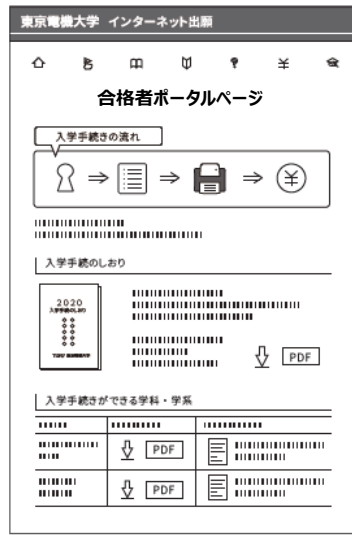 東京電機大学 インターネット出願
合格者ポータルページ
入学手続きの流れ
入学手続のしおり
2020
入学手続のしおり
PDF
入学手続きができる学科・学系
PDF
PDF